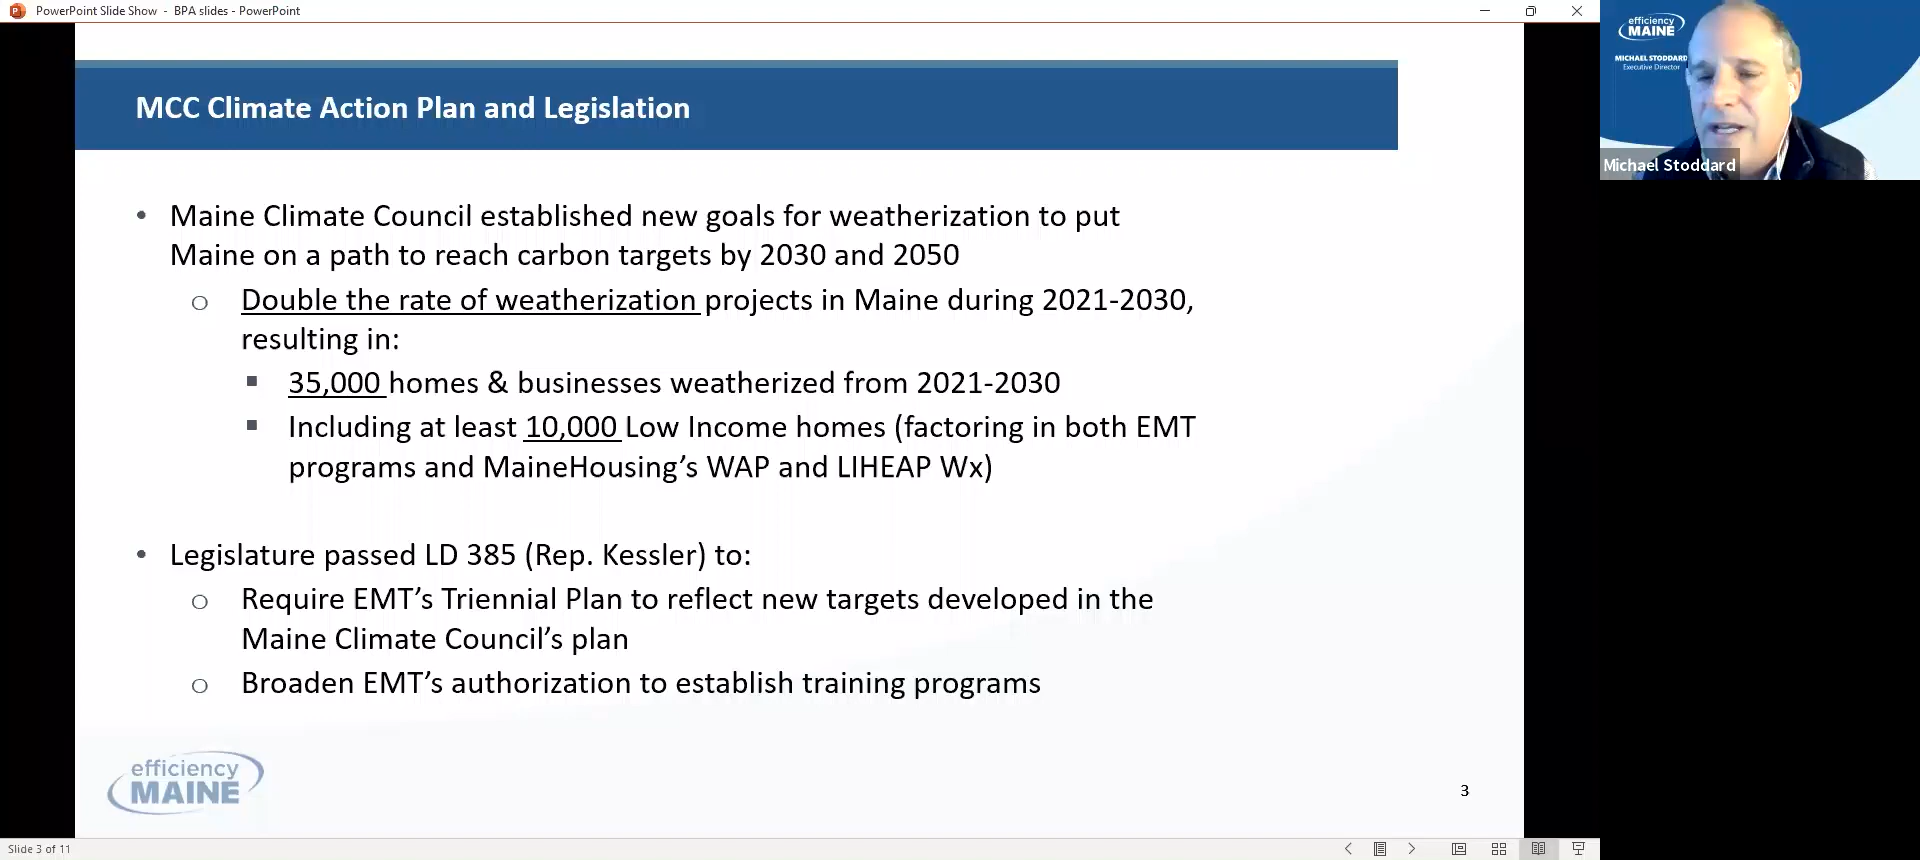 PowerPoint Slide Show - BPA slides - PowerPoint
efficiency
MAINE
MICHAEL STODDARD
Executive Director
Michael Stoddard
MCC Climate Action Plan and Legislation
• Maine Climate Council established new goals for weatherization to put
Maine on a path to reach carbon targets by 2030 and 2050
o Double the rate of weatherization projects in Maine during 2021-2030,
resulting in:
▪ 35,000 homes & businesses weatherized from 2021-2030
▪ Including at least 10,000 Low Income homes (factoring in both EMT
programs and MaineHousing’s WAP and LIHEAP Wx)
• Legislature passed LD 385 (Rep. Kessler) to:
o Require EMT’s Triennial Plan to reflect new targets developed in the
Maine Climate Council’s plan
o Broaden EMT’s authorization to establish training programs
efficiency
MAINE
3
Slide 3 of 11